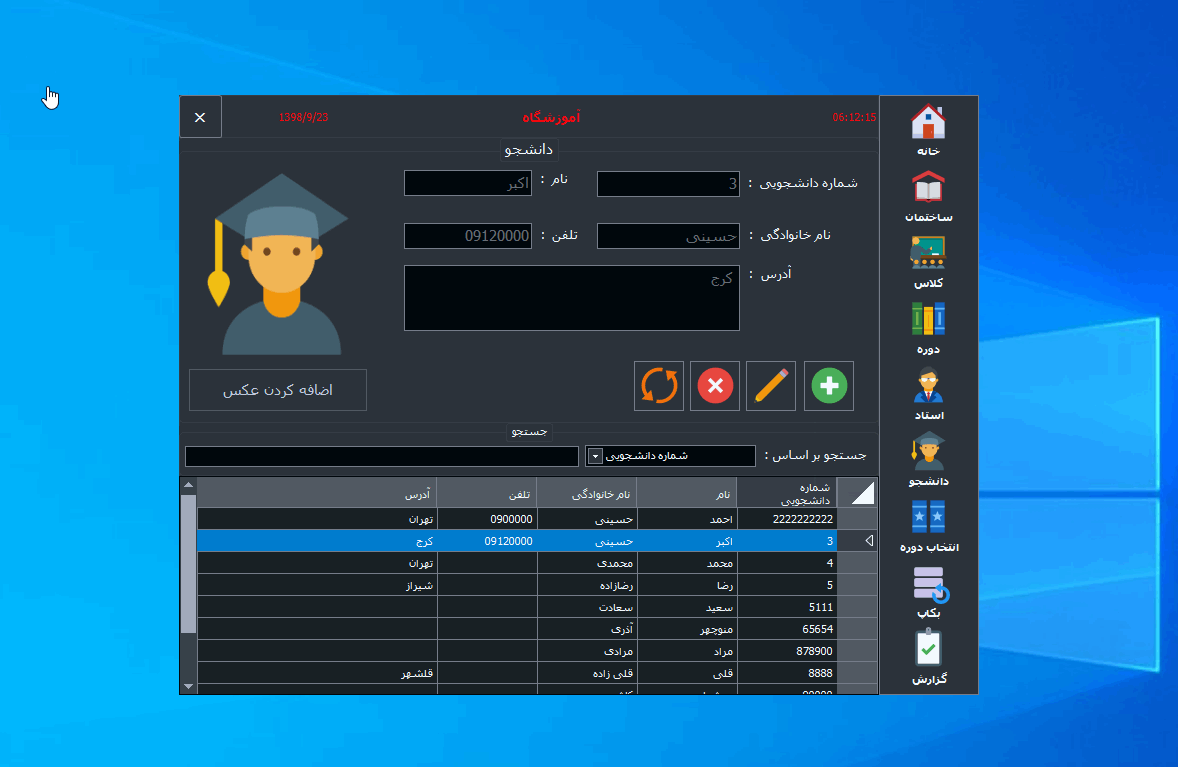 1398/9/23
آموزشگاه
06:12:15
دانشجو
شماره دانشجویی : 3
نام : اکبر
نام خانوادگی : حسینی
تلفن : 09120000
آدرس : کرج
اضافه کردن عکس
جستجو
جستجو بر اساس : شماره دانشجویی
شماره دانشجویی نام نام خانوادگی تلفن آدرس
2222222222 احمد حسینی 0900000 تهران
3 اکبر حسینی 09120000 کرج
4 محمد محمدی تهران
5 رضا رضازاده شیراز
5111 سعید سعادت
65654 منوچهر آذری
878900 مراد مرادی
8888 قلی قلی زاده قلشهر
خانه
ساختمان
کلاس
دوره
استاد
دانشجو
انتخاب دوره
بکاپ
گزارش